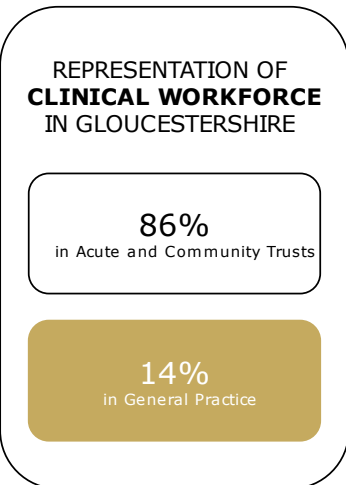 REPRESENTATION OF
CLINICAL WORKFORCE
IN GLOUCESTERSHIRE
86%
in Acute and Community Trusts
14%
in General Practice